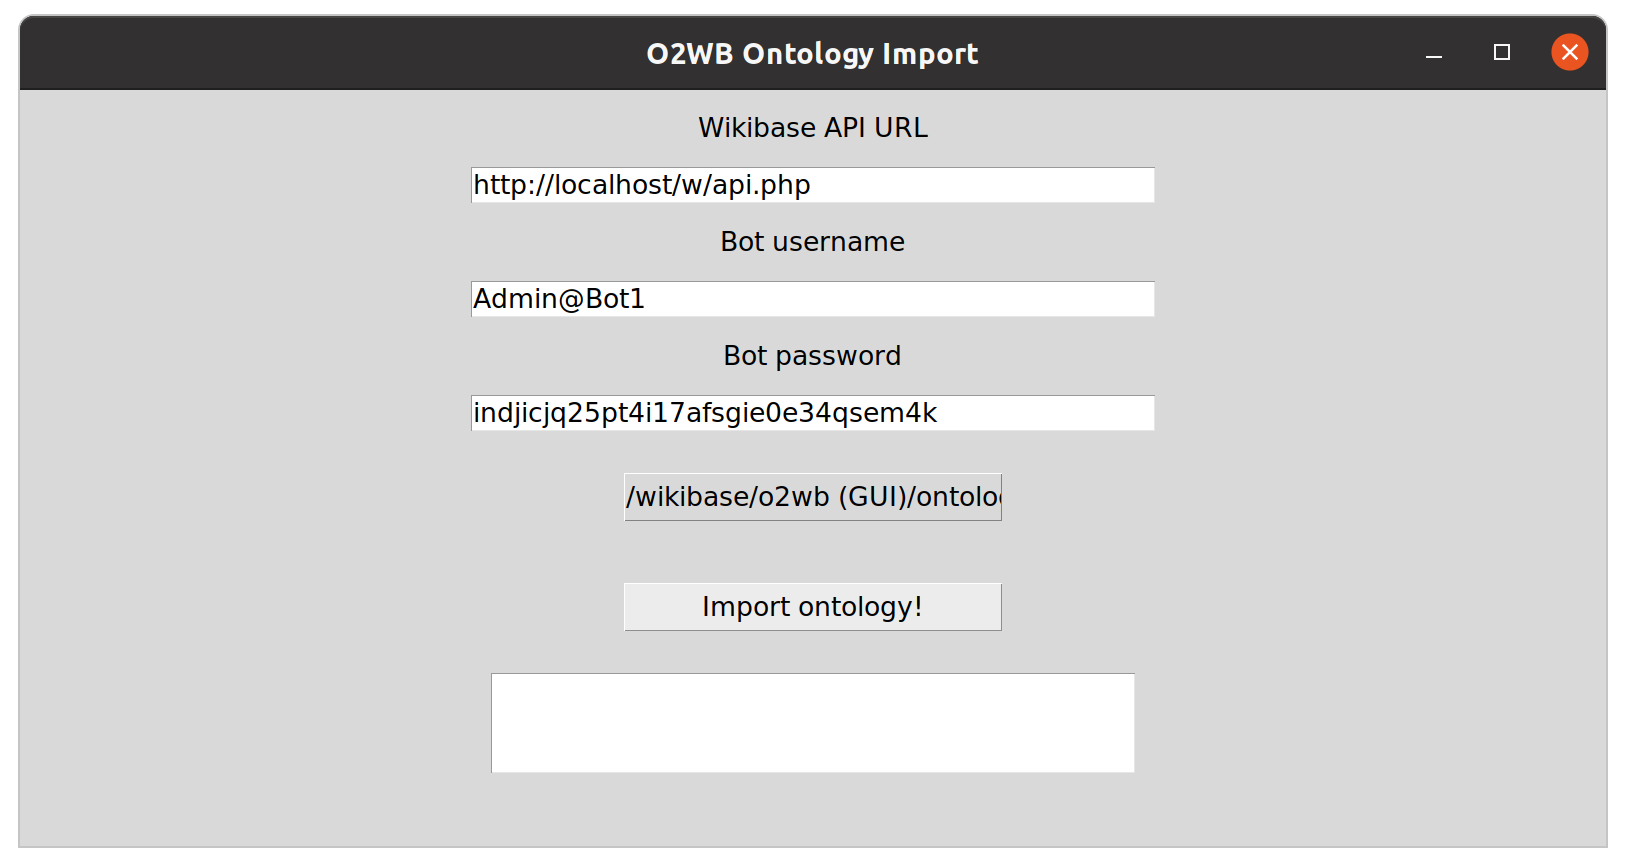 O2WB Ontology Import
Wikibase API URL
http://localhost/w/api.php
Bot username
Admin@Bot1
Bot password
indjicjq25pt4i17afsgie0e34qsem4k
/wikibase/o2wb (GUI)/ontolo
Import ontology!